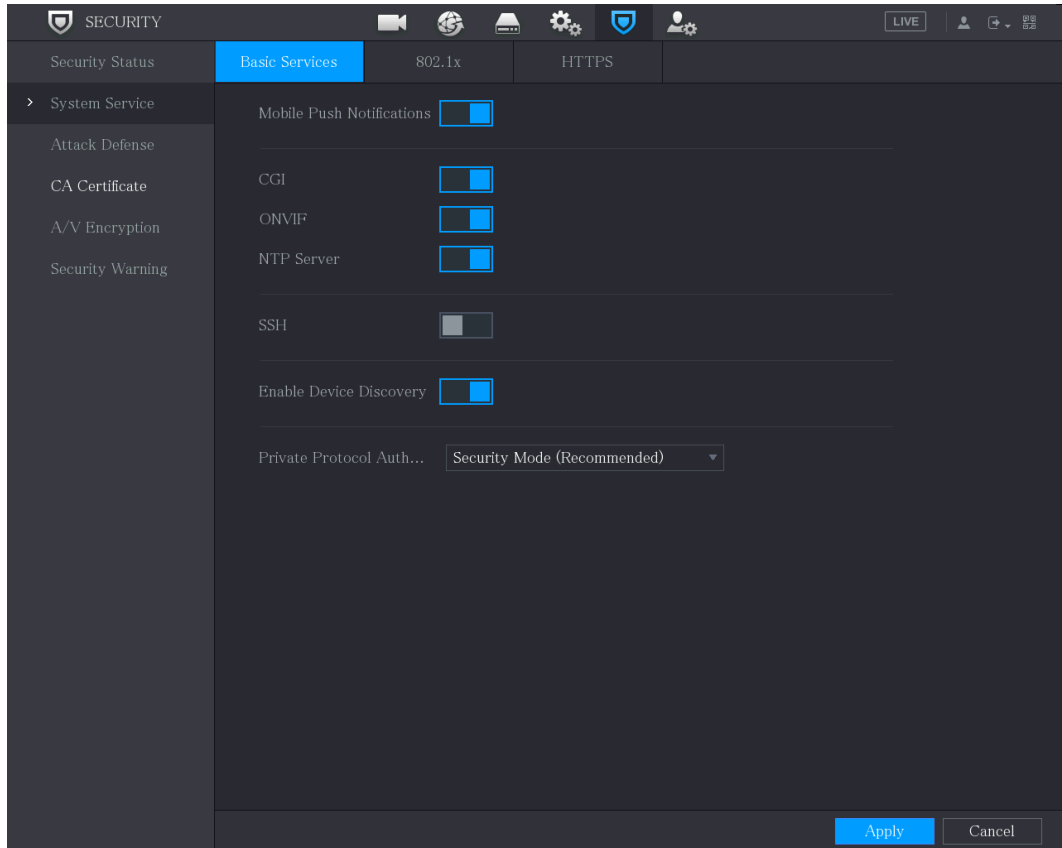 SECURITY
LIVE
Security Status
System Service
Attack Defense
CA Certificate
A/V Encryption
Security Warning
Basic Services
802.1x
HTTPS
Mobile Push Notifications
CGI
ONVIF
NTP Server
SSH
Enable Device Discovery
Private Protocol Auth...
Security Mode (Recommended)
Apply
Cancel